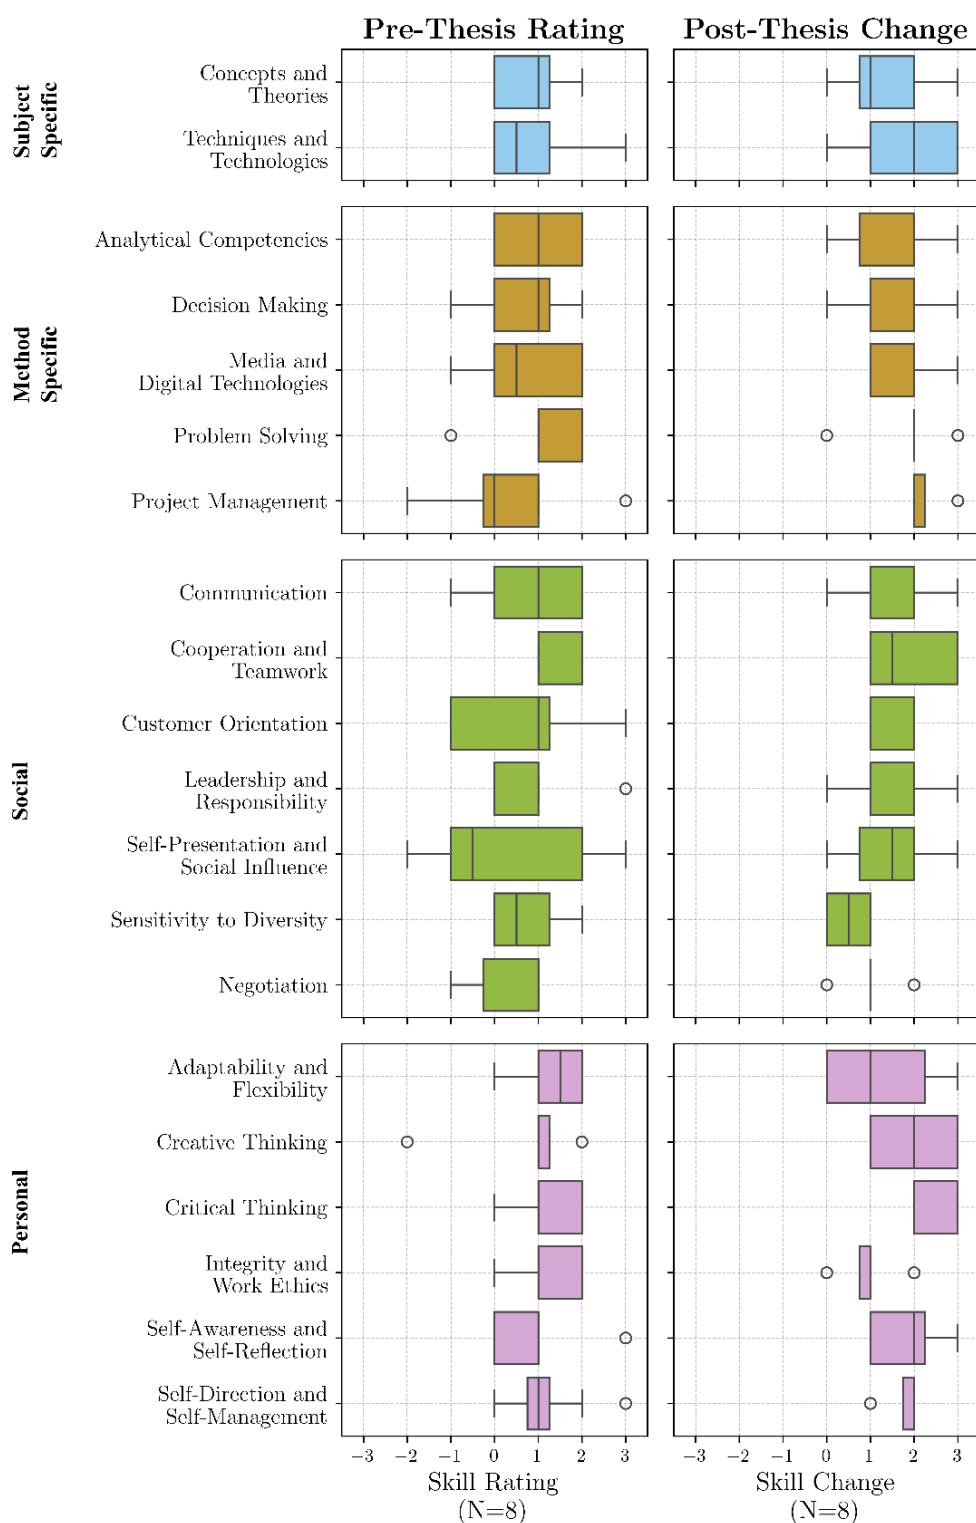 Pre-Thesis Rating
Post-Thesis Change
Subject
Specific
Concepts and
Theories
Techniques and
Technologies
Method
Specific
Analytical Competencies
Decision Making
Media and
Digital Technologies
Problem Solving
Project Management
Social
Communication
Cooperation and
Teamwork
Customer Orientation
Leadership and
Responsibility
Self-Presentation and
Social Influence
Sensitivity to Diversity
Negotiation
Personal
Adaptability and
Flexibility
Creative Thinking
Critical Thinking
Integrity and
Work Ethics
Self-Awareness and
Self-Reflection
Self-Direction and
Self-Management
−3 −2 −1 0 1 2 3
−3 −2 −1 0 1 2 3
Skill Rating
(N=8)
Skill Change
(N=8)